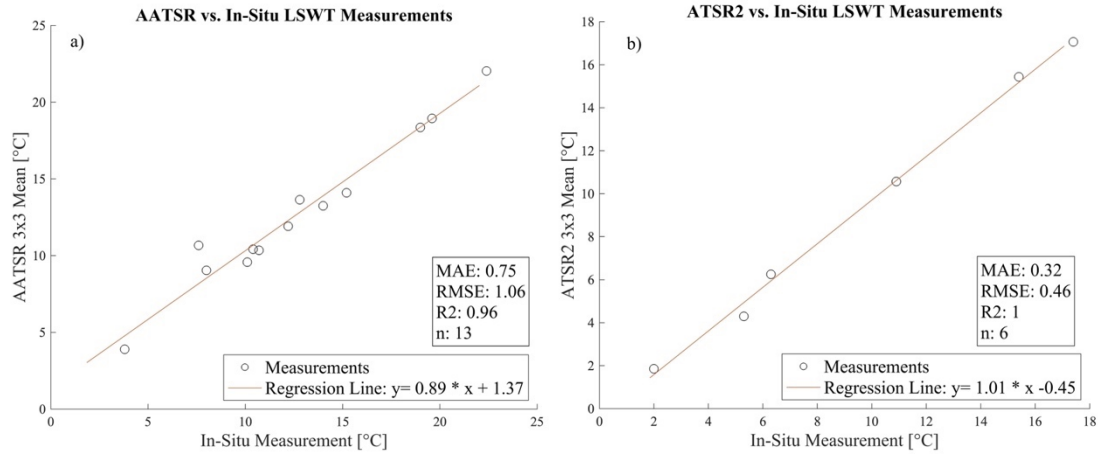 AATSR vs. In-Situ LSWT Measurements
a)
25
20
15
10
5
0
0
5
10
15
20
25
AATSR 3x3 Mean [°C]
In-Situ Measurement [°C]
MAE: 0.75
RMSE: 1.06
R2: 0.96
n: 13
Measurements
Regression Line: y= 0.89 * x + 1.37
ATSR2 vs. In-Situ LSWT Measurements
b)
18
16
14
12
10
8
6
4
2
0
0
2
4
6
8
10
12
14
16
18
ATSR2 3x3 Mean [°C]
In-Situ Measurement [°C]
MAE: 0.32
RMSE: 0.46
R2: 1
n: 6
Measurements
Regression Line: y= 1.01 * x -0.45